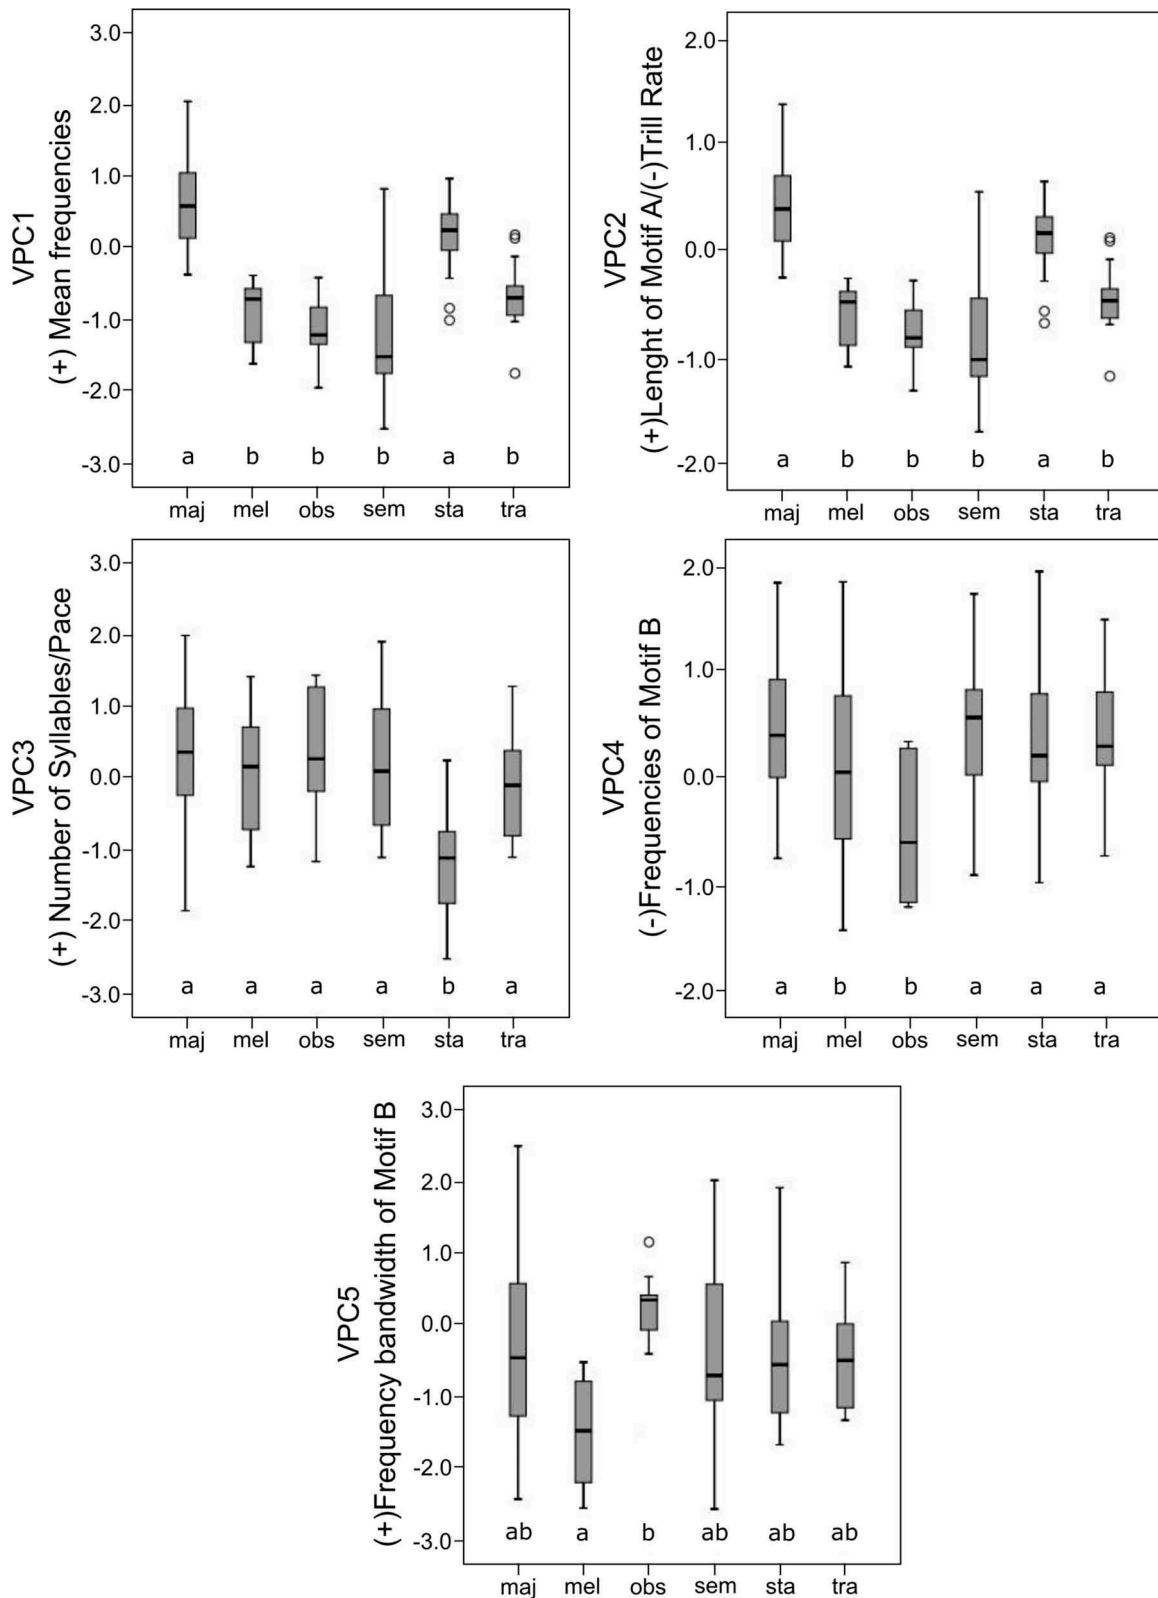 VPC1
(+) Mean frequencies
3.0
2.0
1.0
0.0
-1.0
-2.0
-3.0
a b b b a b
maj mel obs sem sta tra
VPC2
(+)Lenght of Motif A/(-)Trill Rate
2.0
1.0
0.0
-1.0
-2.0
a b b b a b
maj mel obs sem sta tra
VPC3
(+) Number of Syllables/Pace
3.0
2.0
1.0
0.0
-1.0
-2.0
-3.0
a a a a b a
maj mel obs sem sta tra
VPC4
(-)Frequencies of Motif B
2.0
1.0
0.0
-1.0
-2.0
a b b a a a
maj mel obs sem sta tra
VPC5
(+)Frequency bandwidth of Motif B
3.0
2.0
1.0
0.0
-1.0
-2.0
-3.0
ab a b ab ab ab
maj mel obs sem sta tra